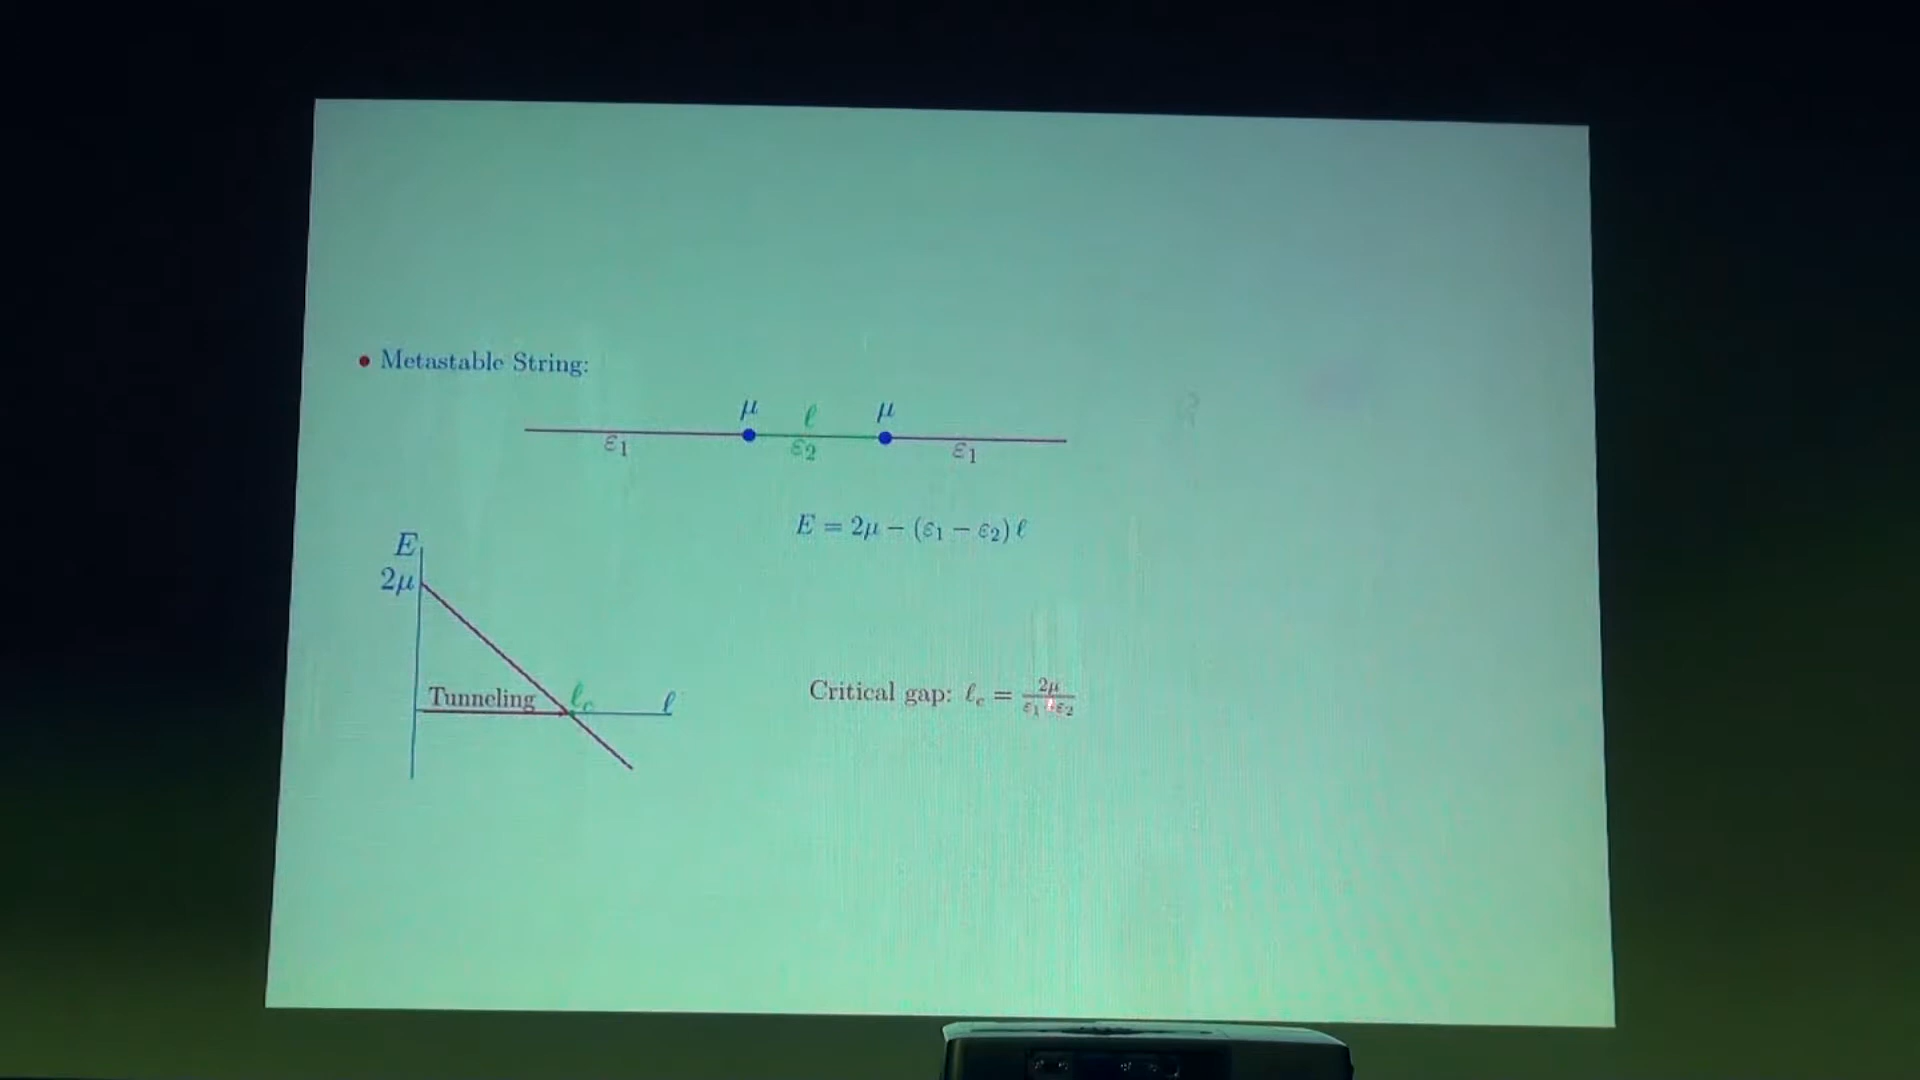 • Metastable String:
μ ℓ μ
ε₁ ε₂ ε₁
E = 2μ − (ε₁ − ε₂) ℓ
E
2μ
Tunneling ℓc ℓ
Critical gap: ℓc = 2μ / ε₁ − ε₂